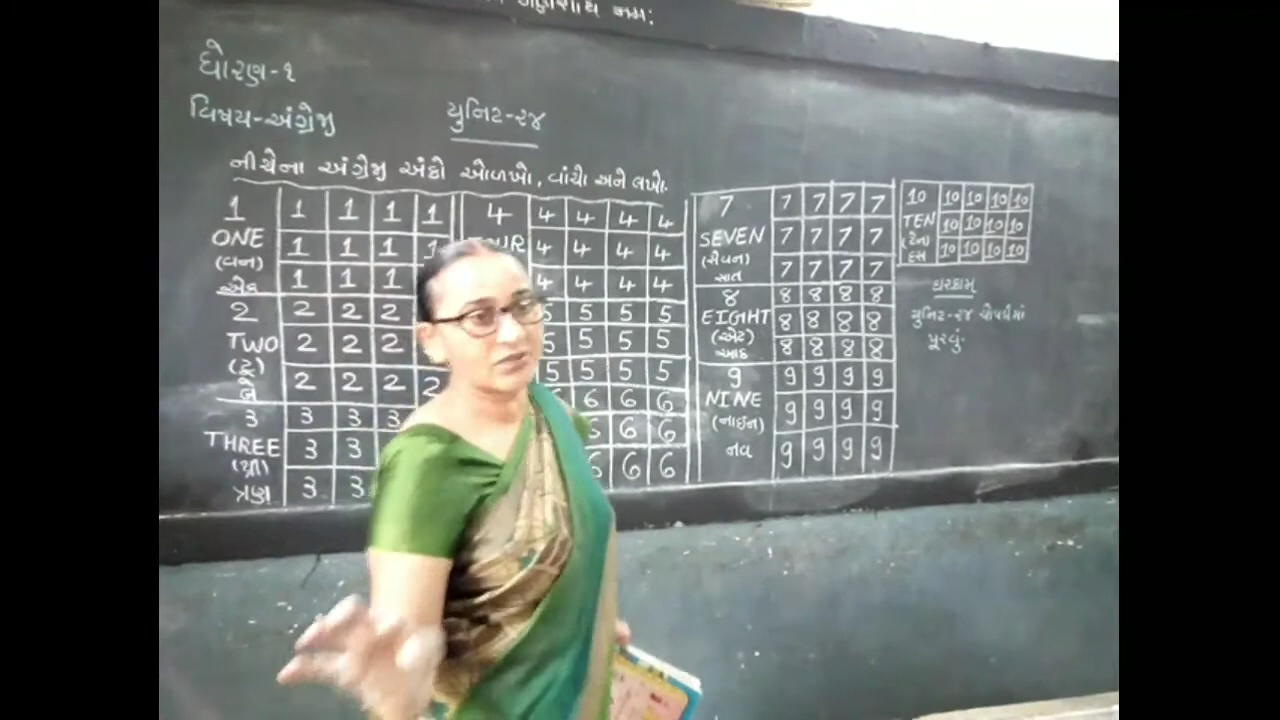 નમઃ
ધોરણ-૧
વિષય-અંગ્રેજી
યુનિટ-૨૪
નીચેના અંગ્રેજી અંકો ઓળખો, વાંચો અને લખો.
1 1 1 1 1
ONE 1 1 1 1
(વન)
એક 1 1 1
2 2 2 2
TWO 2 2 2
(ટૂ)
બે 2 2 2 2
3 3 3 3
THREE 3 3
(થ્રી)
ત્રણ 3 3
4 4 4 4 4
4 4 4 4
4 4 4 4
5 5 5 5
5 5 5 5
5 5 5 5
6 6 6
6 6 6
6 6 6
7 7 7 7 7
SEVEN 7 7 7 7
(સેવન)
સાત 7 7 7 7
8 8 8 8 8
EIGHT 8 8 8 8
(એટ)
આઠ 8 8 8 8
9 9 9 9 9
NINE 9 9 9 9
(નાઇન)
નવ 9 9 9 9
10 10 10 10 10
TEN 10 10 10 10
(ટેન)
દસ 10 10 10 10
ઘરકામ
યુનિટ-૨૪ ચોપડીમાં
પૂરવું.